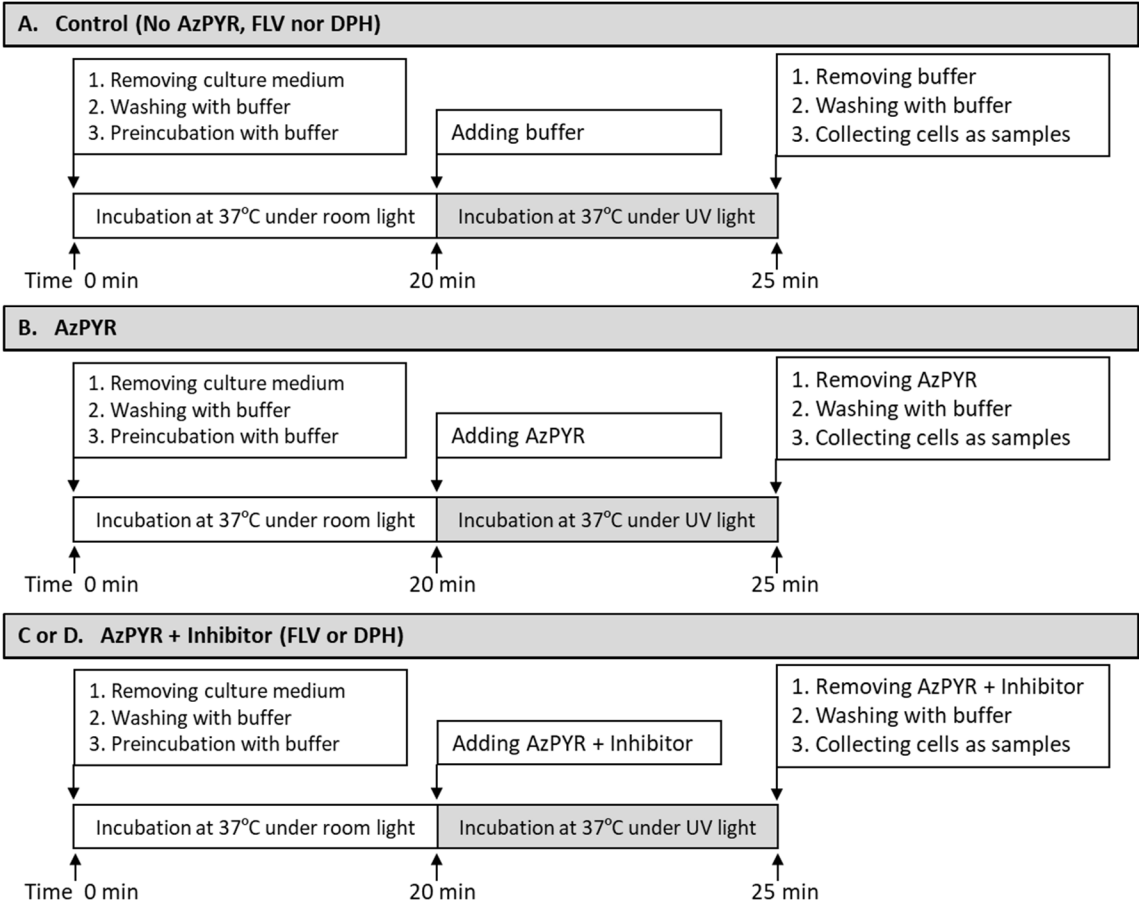 A. Control (No AzPYR, FLV nor DPH)
1. Removing culture medium
2. Washing with buffer
3. Preincubation with buffer
Adding buffer
1. Removing buffer
2. Washing with buffer
3. Collecting cells as samples
Incubation at 37°C under room light
Incubation at 37°C under UV light
Time 0 min
20 min
25 min
B. AzPYR
1. Removing culture medium
2. Washing with buffer
3. Preincubation with buffer
Adding AzPYR
1. Removing AzPYR
2. Washing with buffer
3. Collecting cells as samples
Incubation at 37°C under room light
Incubation at 37°C under UV light
Time 0 min
20 min
25 min
C or D. AzPYR + Inhibitor (FLV or DPH)
1. Removing culture medium
2. Washing with buffer
3. Preincubation with buffer
Adding AzPYR + Inhibitor
1. Removing AzPYR + Inhibitor
2. Washing with buffer
3. Collecting cells as samples
Incubation at 37°C under room light
Incubation at 37°C under UV light
Time 0 min
20 min
25 min